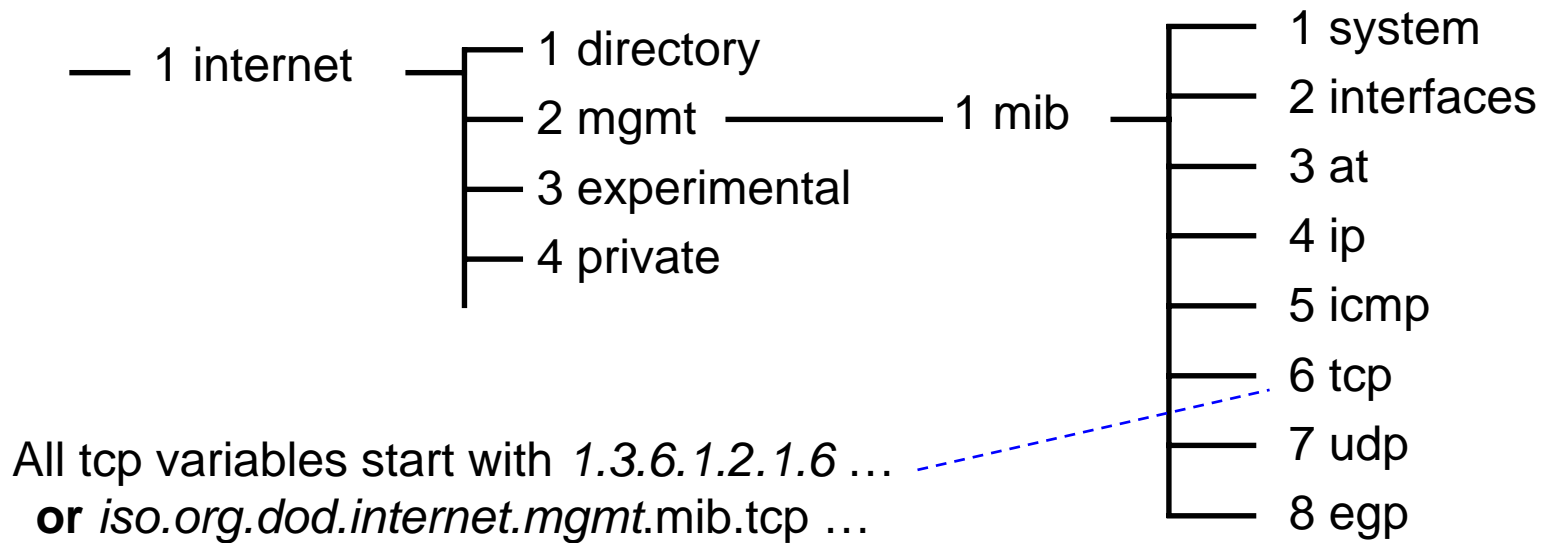 1 internet
1 directory
2 mgmt
3 experimental
4 private
1 mib
1 system
2 interfaces
3 at
4 ip
5 icmp
6 tcp
7 udp
8 egp
All tcp variables start with 1.3.6.1.2.1.6 …
or iso.org.dod.internet.mgmt.mib.tcp …